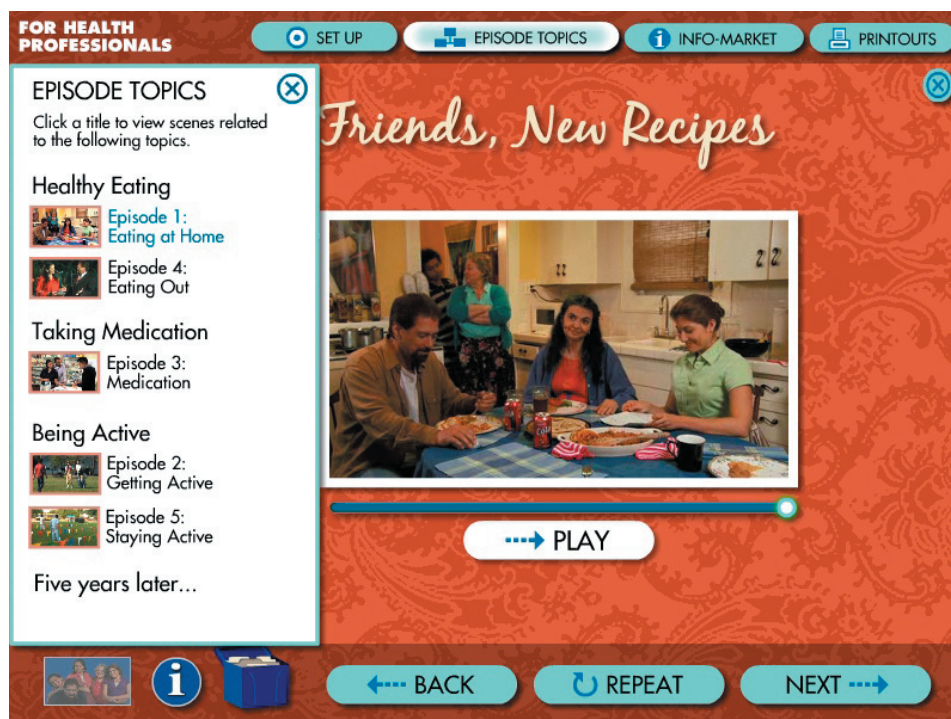 FOR HEALTH
PROFESSIONALS
SET UP
EPISODE TOPICS
INFO-MARKET
PRINTOUTS
EPISODE TOPICS
Click a title to view scenes related
to the following topics.
Healthy Eating
Episode 1:
Eating at Home
Episode 4:
Eating Out
Taking Medication
Episode 3:
Medication
Being Active
Episode 2:
Getting Active
Episode 5:
Staying Active
Five years later...
Friends, New Recipes
Cola
PLAY
BACK
REPEAT
NEXT